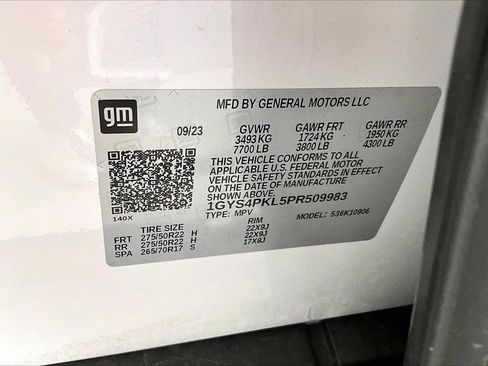 gm
MFD BY GENERAL MOTORS LLC
09/23 GVWR GAWR FRT GAWR RR
3493 KG 1724 KG 1950 KG
7700 LB 3800 LB 4300 LB
THIS VEHICLE CONFORMS TO ALL
APPLICABLE U.S. FEDERAL MOTOR
VEHICLE SAFETY STANDARDS IN EFFECT
ON THE DATE OF MANUFACTURE
SHOWN ABOVE.
140X
1GYS4PKL5PR509983
TYPE: MPV MODEL: 536K10906
TIRE SIZE RIM
FRT 275/50R22 H 22X9J
RR 275/50R22 H 22X9J
SPA 265/70R17 S 17X8J